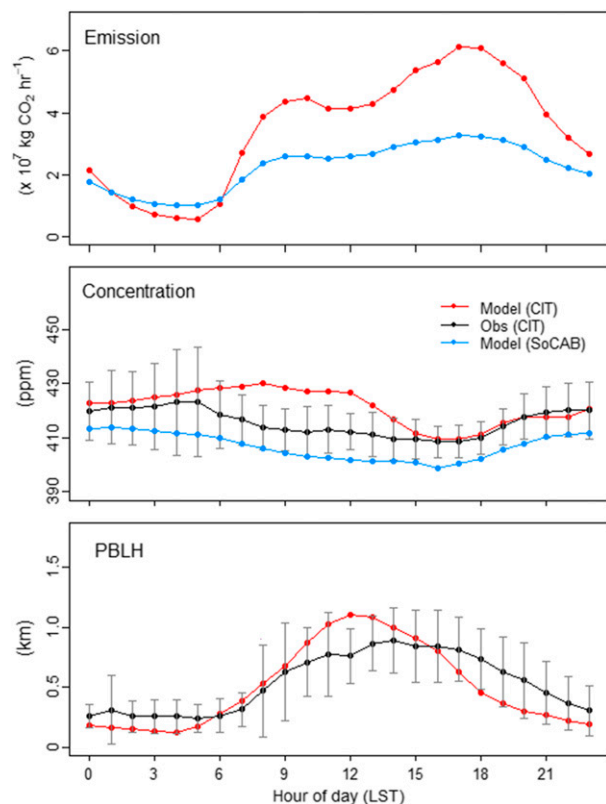 Emission
(x 10⁷ kg CO₂ hr⁻¹)
6
4
2
0
Concentration
Model (CIT)
Obs (CIT)
Model (SoCAB)
(ppm)
450
430
410
390
PBLH
(km)
1.5
1.0
0.5
0
0 3 6 9 12 15 18 21
Hour of day (LST)